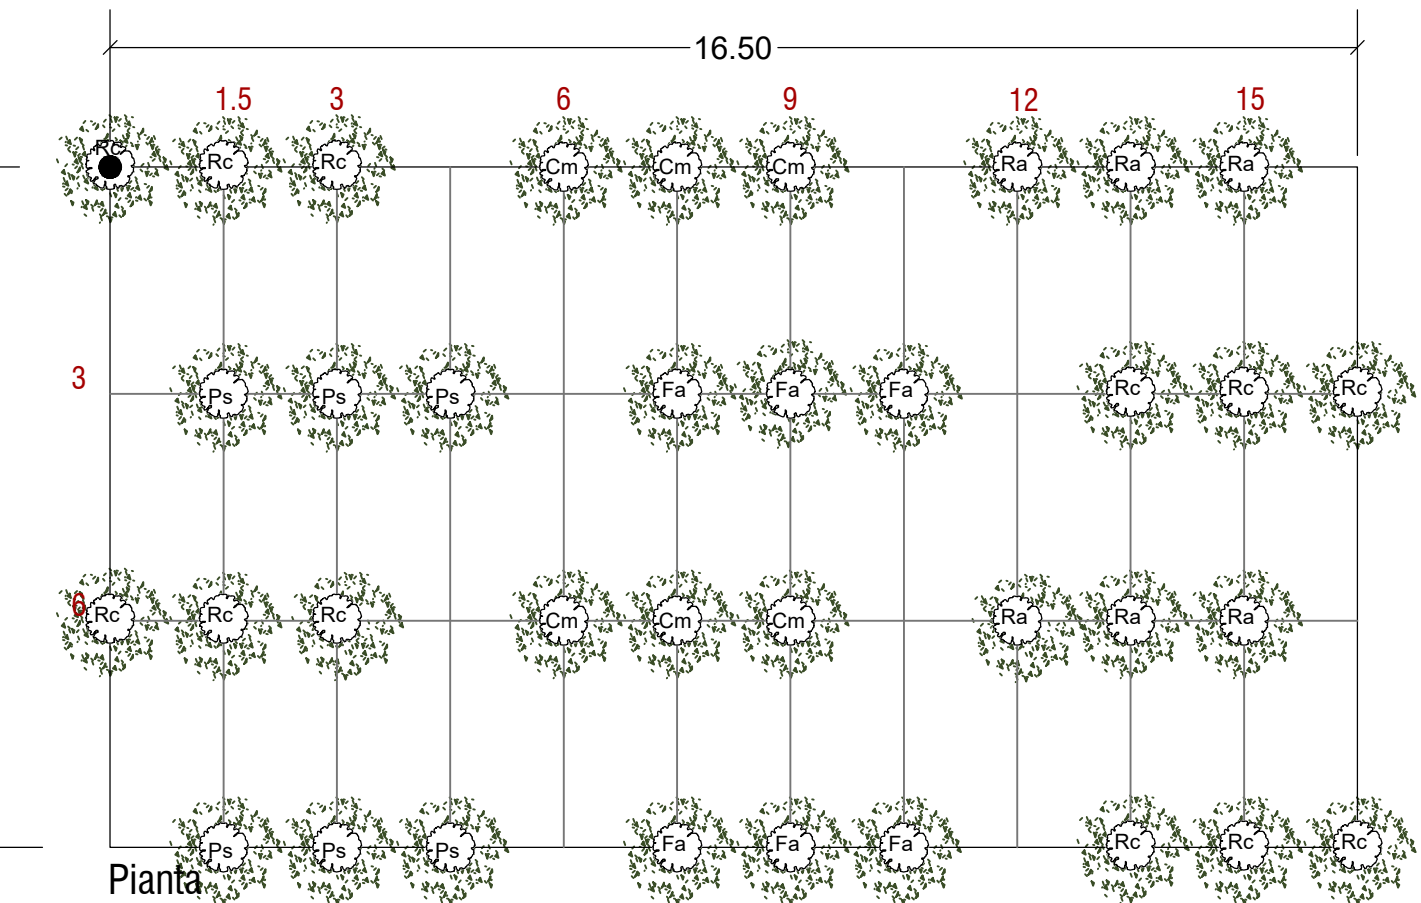 16.50
1.5 3 6 9 12 15
Rc Rc Rc Cm Cm Cm Ra Ra Ra
3
Ps Ps Ps Fa Fa Fa Rc Rc Rc
6
Rc Rc Rc Cm Cm Cm Ra Ra Ra
Ps Ps Ps Fa Fa Fa Rc Rc Rc
Pianta